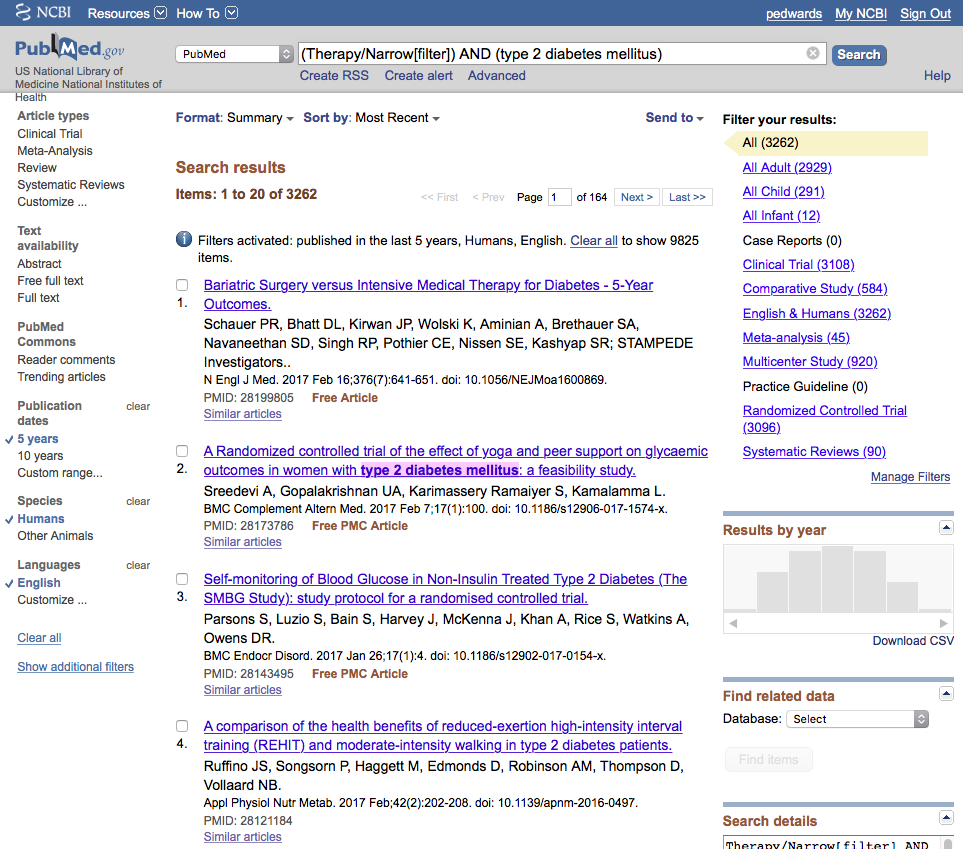 NCBI Resources How To pedwards My NCBI Sign Out
PubMed.gov
US National Library of
Medicine National Institutes of
Health
PubMed (Therapy/Narrow[filter]) AND (type 2 diabetes mellitus) Search
Create RSS Create alert Advanced Help
Article types
Clinical Trial
Meta-Analysis
Review
Systematic Reviews
Customize ...
Text
availability
Abstract
Free full text
Full text
PubMed
Commons
Reader comments
Trending articles
Publication clear
dates
5 years
10 years
Custom range...
Species clear
Humans
Other Animals
Languages clear
English
Customize ...
Clear all
Show additional filters
Format: Summary Sort by: Most Recent Send to
Search results
Items: 1 to 20 of 3262
<< First < Prev Page 1 of 164 Next > Last >>
Filters activated: published in the last 5 years, Humans, English. Clear all to show 9825
items.
Bariatric Surgery versus Intensive Medical Therapy for Diabetes - 5-Year
1. Outcomes.
Schauer PR, Bhatt DL, Kirwan JP, Wolski K, Aminian A, Brethauer SA,
Navaneethan SD, Singh RP, Pothier CE, Nissen SE, Kashyap SR; STAMPEDE
Investigators..
N Engl J Med. 2017 Feb 16;376(7):641-651. doi: 10.1056/NEJMoa1600869.
PMID: 28199805 Free Article
Similar articles
A Randomized controlled trial of the effect of yoga and peer support on glycaemic
2. outcomes in women with type 2 diabetes mellitus: a feasibility study.
Sreedevi A, Gopalakrishnan UA, Karimassery Ramaiyer S, Kamalamma L.
BMC Complement Altern Med. 2017 Feb 7;17(1):100. doi: 10.1186/s12906-017-1574-x.
PMID: 28173786 Free PMC Article
Similar articles
Self-monitoring of Blood Glucose in Non-Insulin Treated Type 2 Diabetes (The
3. SMBG Study): study protocol for a randomised controlled trial.
Parsons S, Luzio S, Bain S, Harvey J, McKenna J, Khan A, Rice S, Watkins A,
Owens DR.
BMC Endocr Disord. 2017 Jan 26;17(1):4. doi: 10.1186/s12902-017-0154-x.
PMID: 28143495 Free PMC Article
Similar articles
A comparison of the health benefits of reduced-exertion high-intensity interval
4. training (REHIT) and moderate-intensity walking in type 2 diabetes patients.
Ruffino JS, Songsorn P, Haggett M, Edmonds D, Robinson AM, Thompson D,
Vollaard NB.
Appl Physiol Nutr Metab. 2017 Feb;42(2):202-208. doi: 10.1139/apnm-2016-0497.
PMID: 28121184
Similar articles
Filter your results:
All (3262)
All Adult (2929)
All Child (291)
All Infant (12)
Case Reports (0)
Clinical Trial (3108)
Comparative Study (584)
English & Humans (3262)
Meta-analysis (45)
Multicenter Study (920)
Practice Guideline (0)
Randomized Controlled Trial
(3096)
Systematic Reviews (90)
Manage Filters
Results by year
Download CSV
Find related data
Database: Select
Find items
Search details
Therapy/Narrow[filter] AND